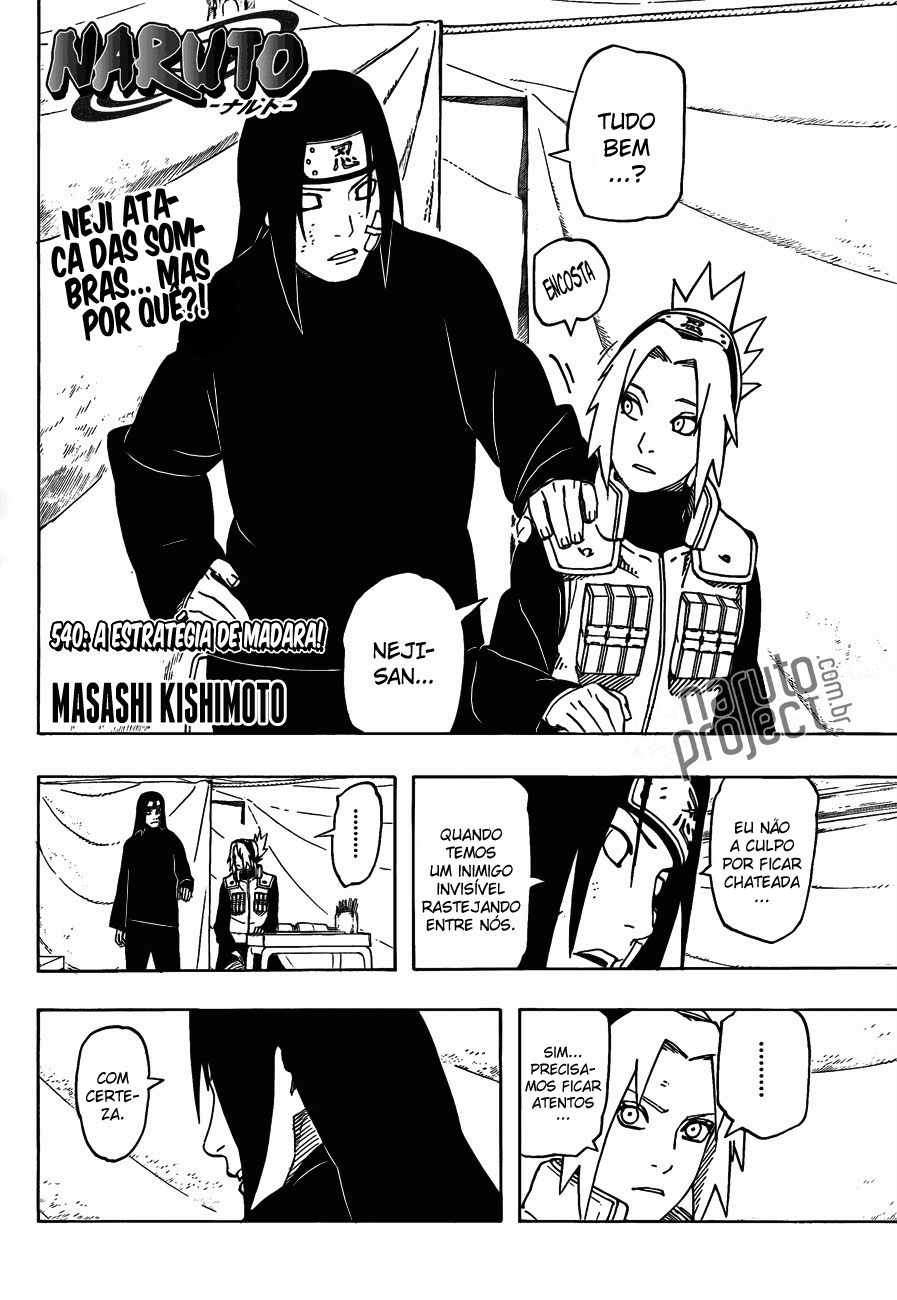 NARUTO
-ナルト-
TUDO
BEM
...?
NEJI ATA-
CA DAS SOM-
BRAS... MAS
POR QUÊ?!
ENCOSTA
忍
540: A ESTRATÉGIA DE MADARA!
MASASHI KISHIMOTO
NEJI-
SAN...
naruto
project
.com.br
EU NÃO
A CULPO
POR FICAR
CHATEADA
...
QUANDO
TEMOS
UM INIMIGO
INVISÍVEL
RASTEJANDO
ENTRE NÓS.
........
........
SIM...
PRECISA-
MOS FICAR
ATENTOS
...
COM
CERTE-
ZA.